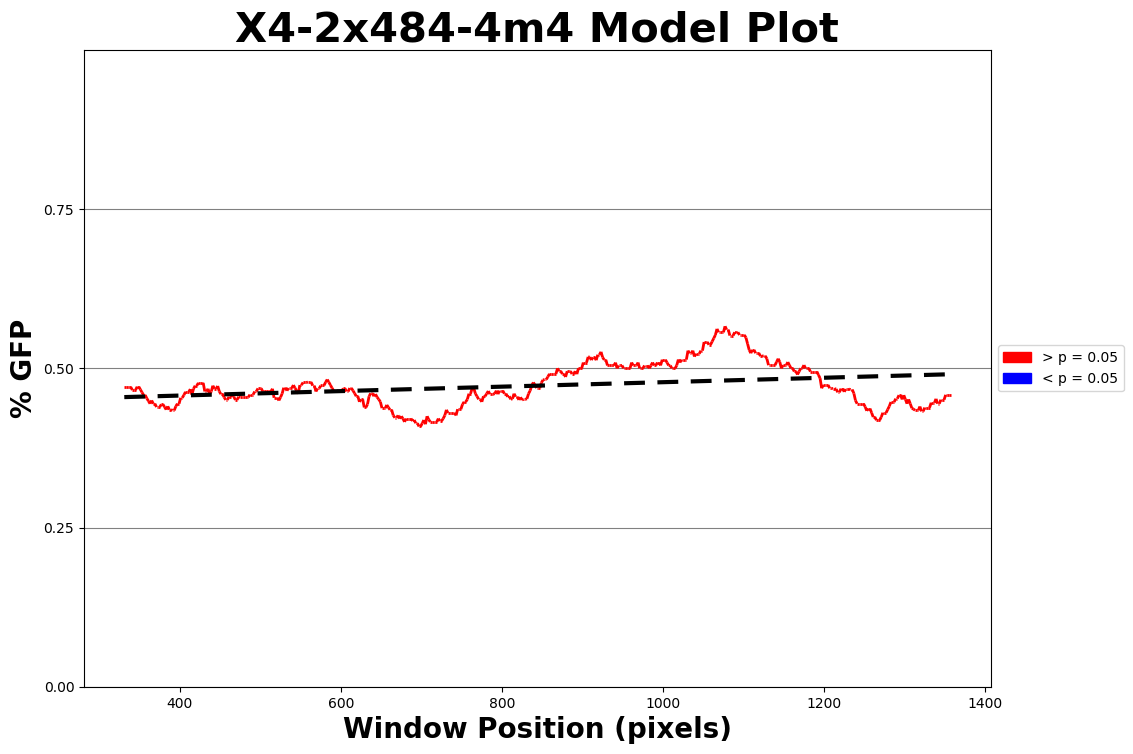 X4-2x484-4m4 Model Plot
% GFP
0.75
0.50
0.25
0.00
400 600 800 1000 1200 1400
Window Position (pixels)
> p = 0.05
< p = 0.05